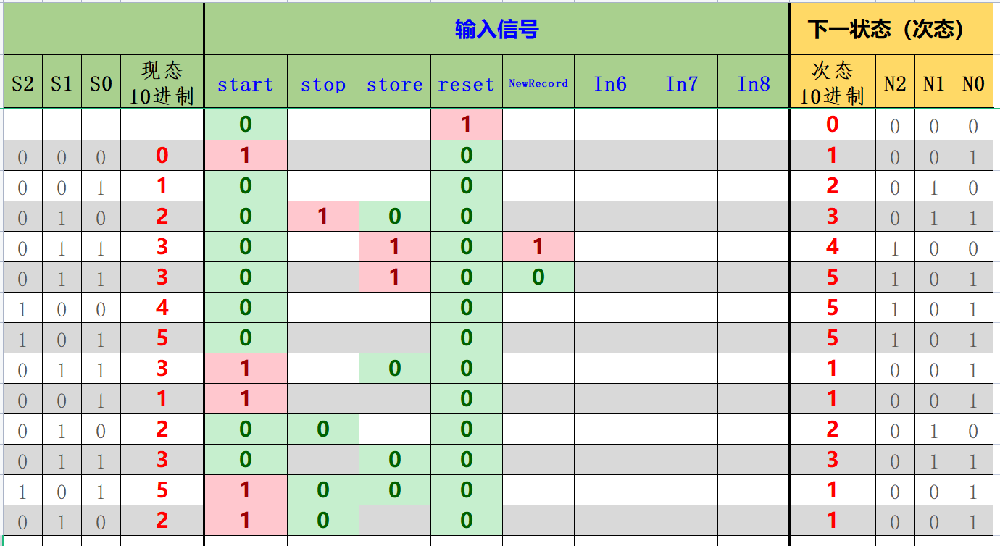 输入信号 下一状态（次态）
S2 S1 S0 现态 10进制 start stop store reset NewRecord In6 In7 In8 次态 10进制 N2 N1 N0
0 1 0 0 0 0
0 0 0 0 1 0 1 0 0 1
0 0 1 1 0 0 2 0 1 0
0 1 0 2 0 1 0 0 3 0 1 1
0 1 1 3 0 1 0 1 4 1 0 0
0 1 1 3 0 1 0 0 5 1 0 1
1 0 0 4 0 0 5 1 0 1
1 0 1 5 0 0 5 1 0 1
0 1 1 3 1 0 0 1 0 0 1
0 0 1 1 1 0 1 0 0 1
0 1 0 2 0 0 0 2 0 1 0
0 1 1 3 0 0 0 3 0 1 1
1 0 1 5 1 0 0 0 1 0 0 1
0 1 0 2 1 0 0 1 0 0 1